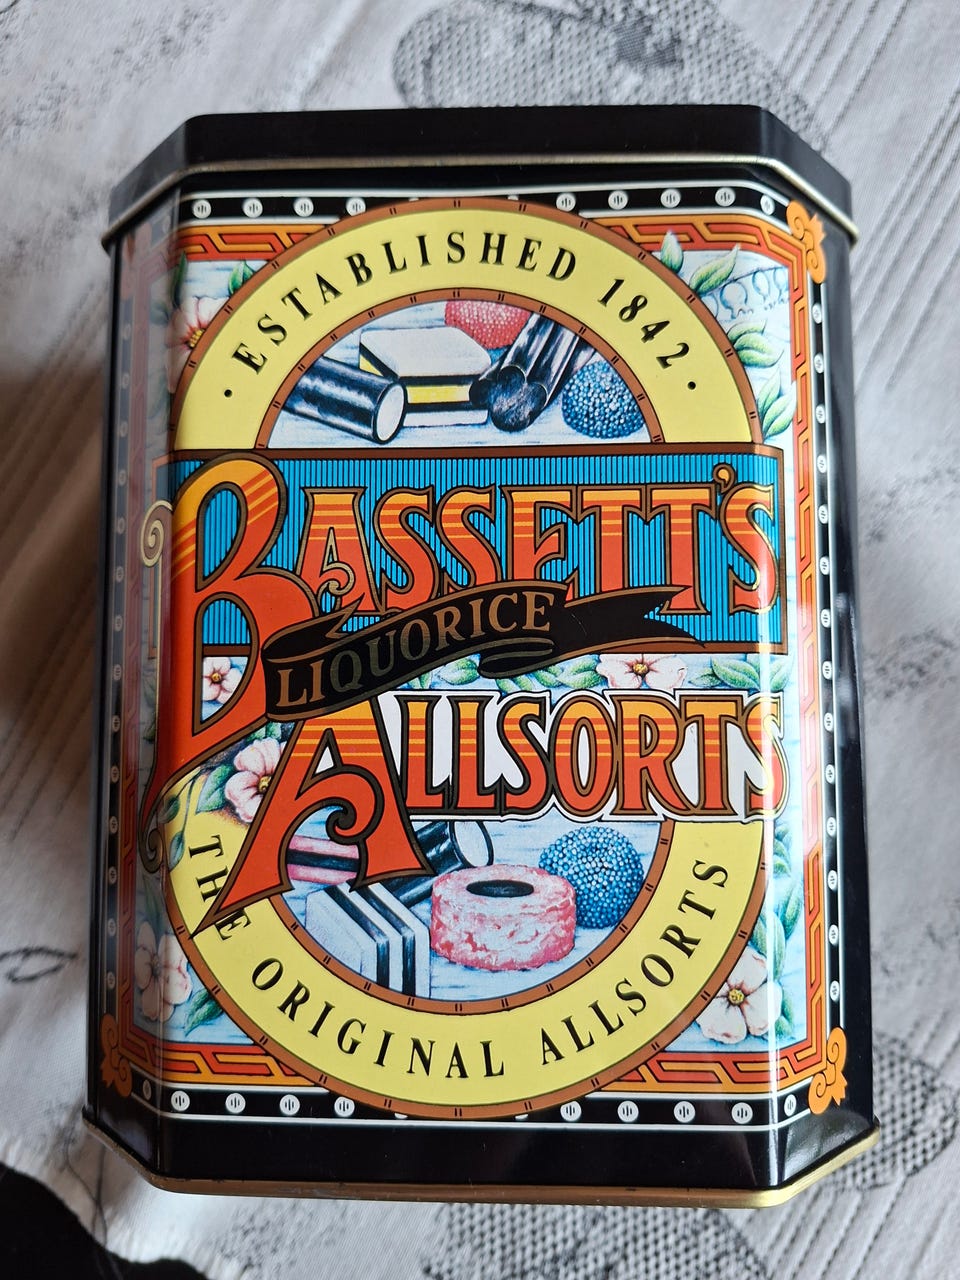 · ESTABLISHED 1842 ·
BASSETT'S
LIQUORICE
ALLSORTS
THE ORIGINAL ALLSORTS